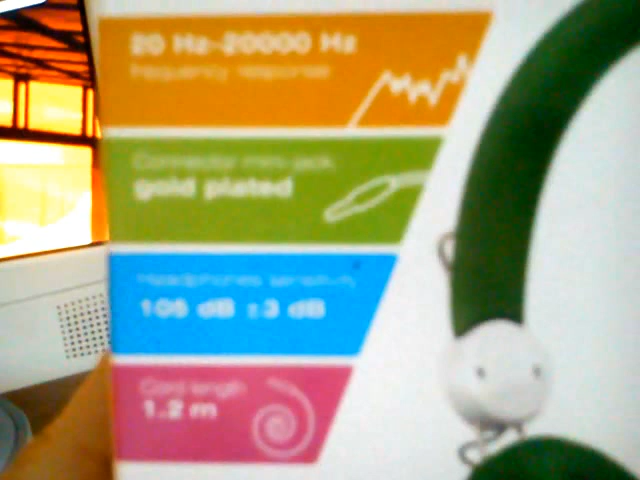 20 Hz-20000 Hz
frequency response
Connector mini-jack
gold plated
Headphones sensitivity
105 dB ±3 dB
Cord length
1.2 m